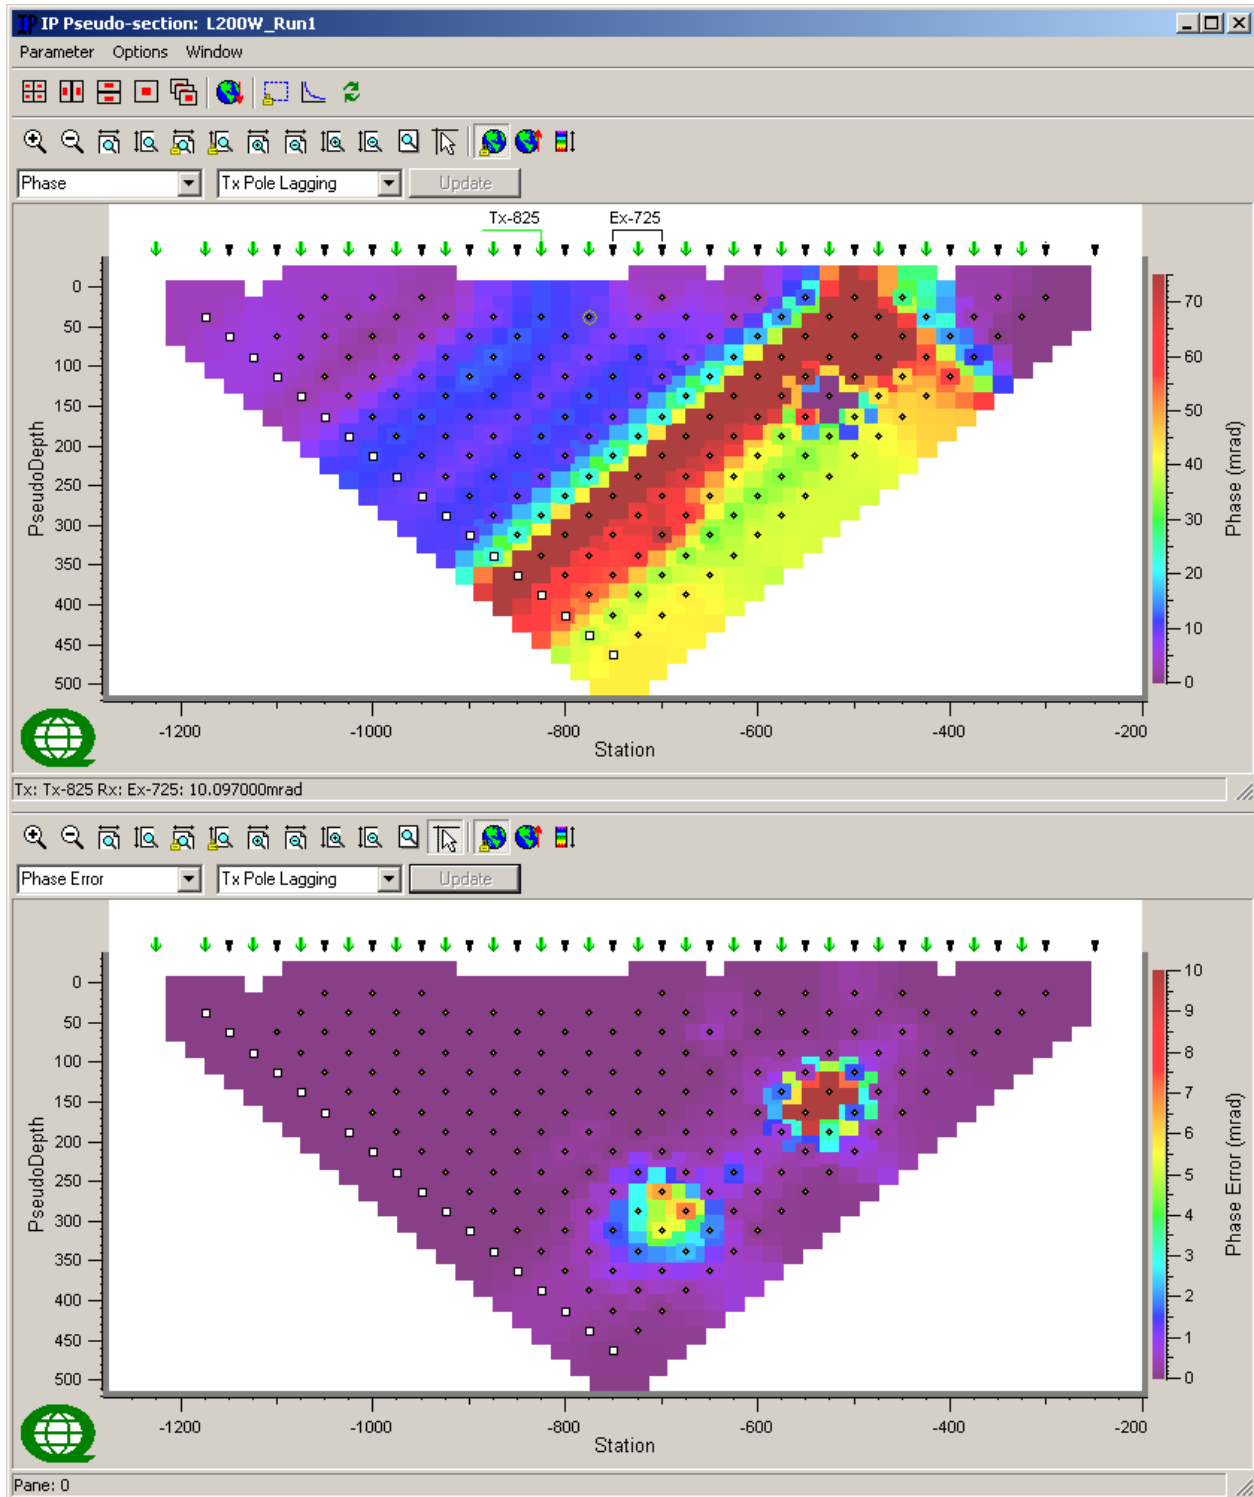 IP IP Pseudo-section: L200W_Run1
Parameter Options Window
Phase Tx Pole Lagging Update
Tx-825 Ex-725
0
50
100
150
200
250
300
350
400
450
500
PseudoDepth
70
60
50
40
30
20
10
0
Phase (mrad)
-1200 -1000 -800 -600 -400 -200
Station
Tx: Tx-825 Rx: Ex-725: 10.097000mrad
Phase Error Tx Pole Lagging Update
0
50
100
150
200
250
300
350
400
450
500
PseudoDepth
10
9
8
7
6
5
4
3
2
1
0
Phase Error (mrad)
-1200 -1000 -800 -600 -400 -200
Station
Pane: 0